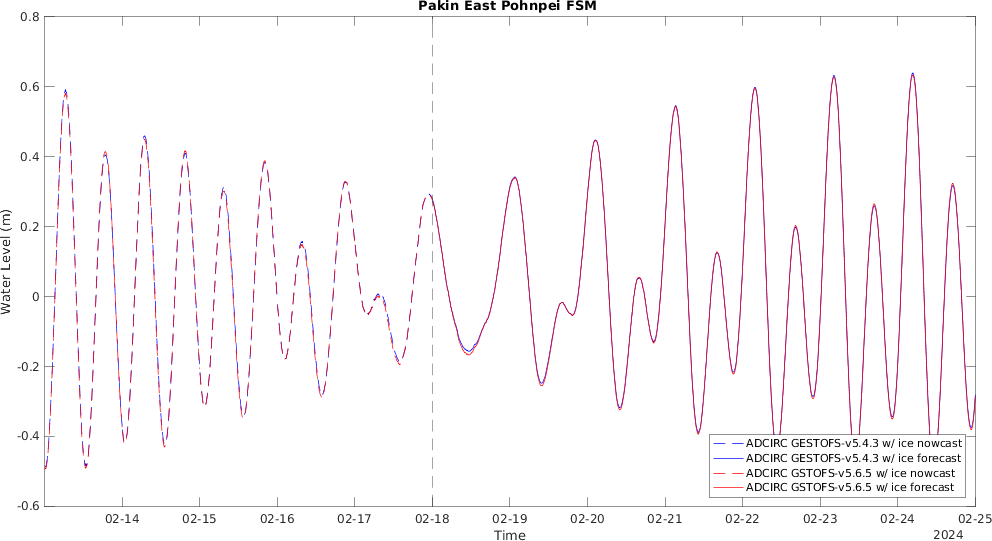 Pakin East Pohnpei FSM
0.8
0.6
0.4
0.2
0
-0.2
-0.4
-0.6
Water Level (m)
ADCIRC GESTOFS-v5.4.3 w/ ice nowcast
ADCIRC GESTOFS-v5.4.3 w/ ice forecast
ADCIRC GSTOFS-v5.6.5 w/ ice nowcast
ADCIRC GSTOFS-v5.6.5 w/ ice forecast
02-14 02-15 02-16 02-17 02-18 02-19 02-20 02-21 02-22 02-23 02-24 02-25
Time
2024